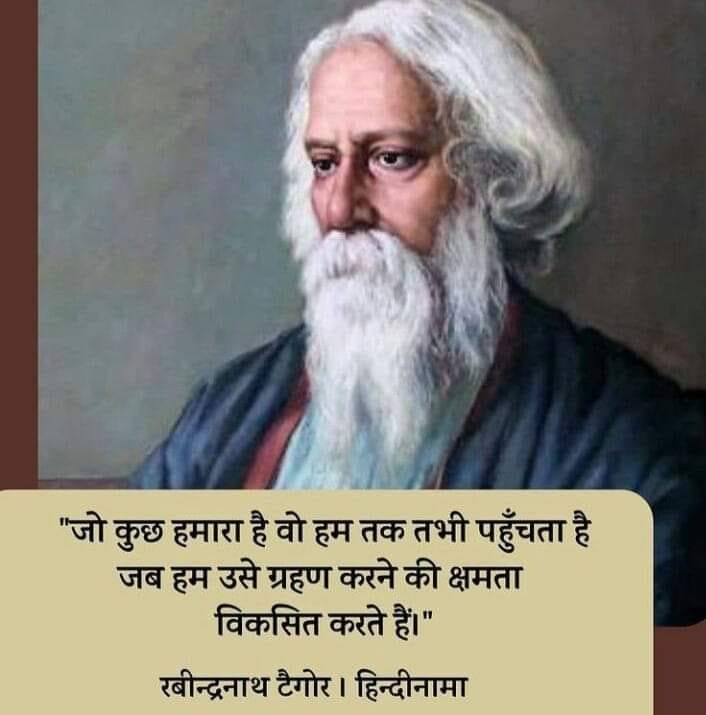 "जो कुछ हमारा है वो हम तक तभी पहुँचता है
जब हम उसे ग्रहण करने की क्षमता
विकसित करते हैं।"
रबीन्द्रनाथ टैगोर । हिन्दीनामा